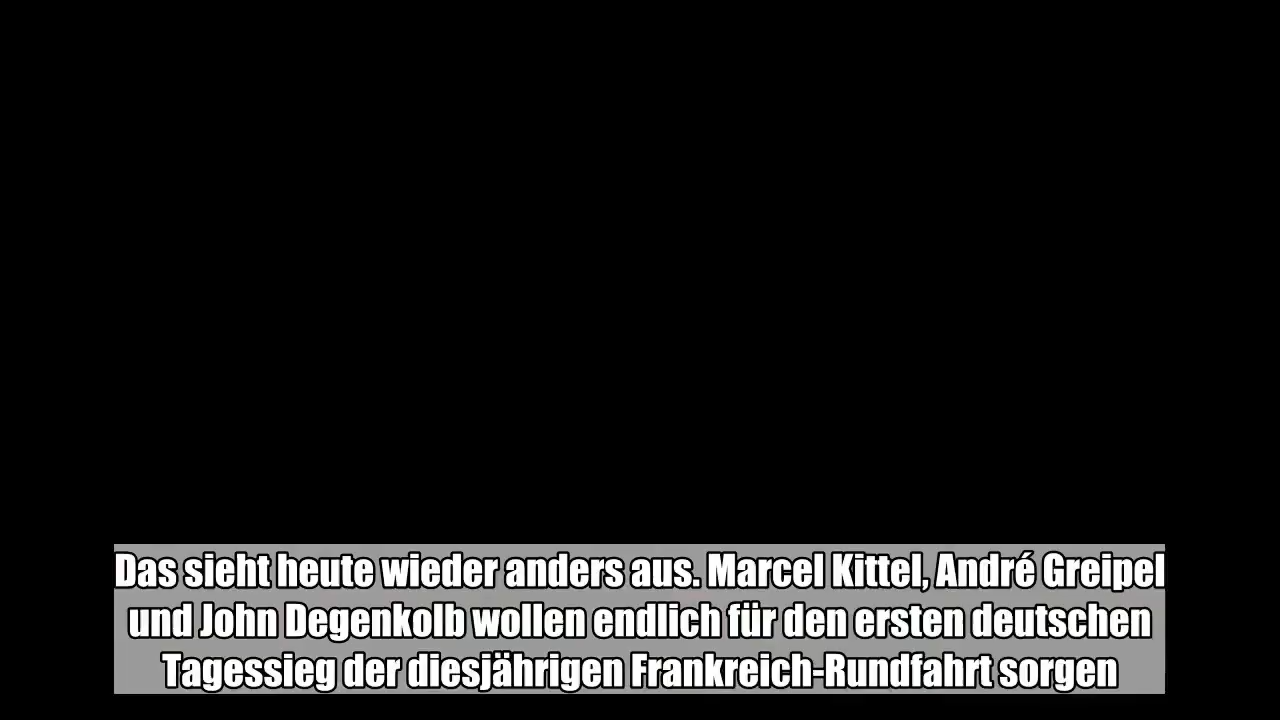 Das sieht heute wieder anders aus. Marcel Kittel, André Greipel
und John Degenkolb wollen endlich für den ersten deutschen
Tagessieg der diesjährigen Frankreich-Rundfahrt sorgen